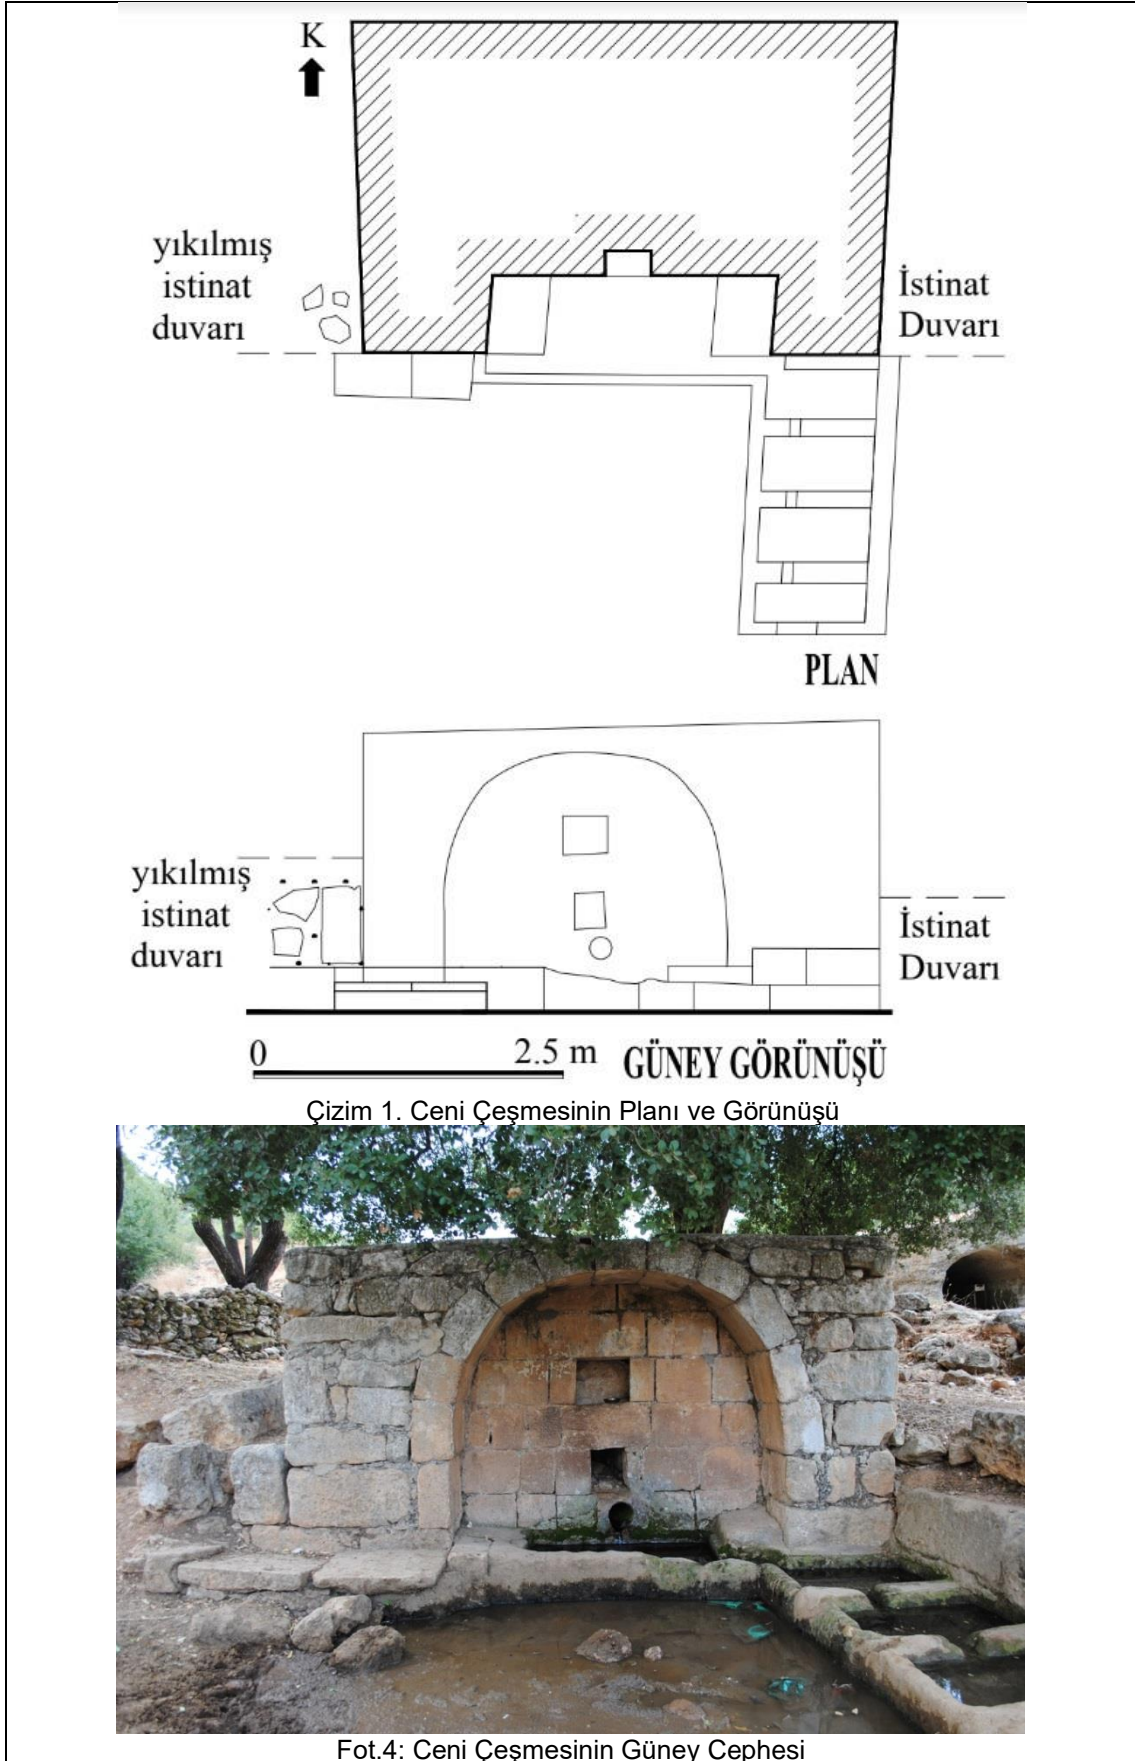 K
yıkılmış
istinat
duvarı
İstinat
Duvarı
PLAN
yıkılmış
istinat
duvarı
İstinat
Duvarı
0 2.5 m GÜNEY GÖRÜNÜŞÜ
Çizim 1. Ceni Çeşmesinin Planı ve Görünüşü
Fot.4: Ceni Çeşmesinin Güney Cephesi